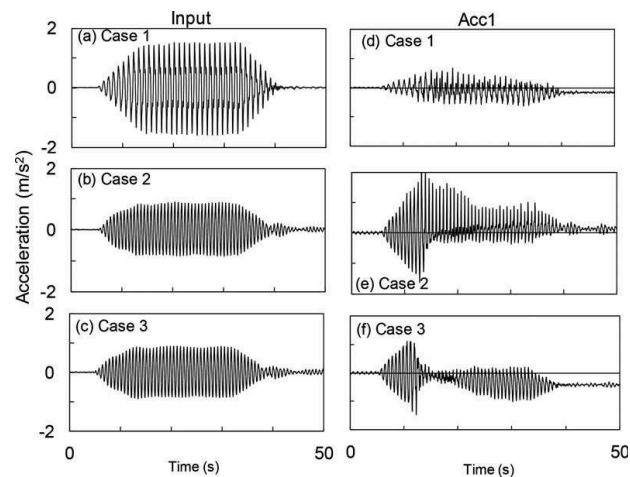 Input
Acc1
Acceleration (m/s²)
2
(a) Case 1
0
-2
(d) Case 1
2
(b) Case 2
0
-2
(e) Case 2
2
(c) Case 3
0
-2
(f) Case 3
0
Time (s)
50
0
Time (s)
50